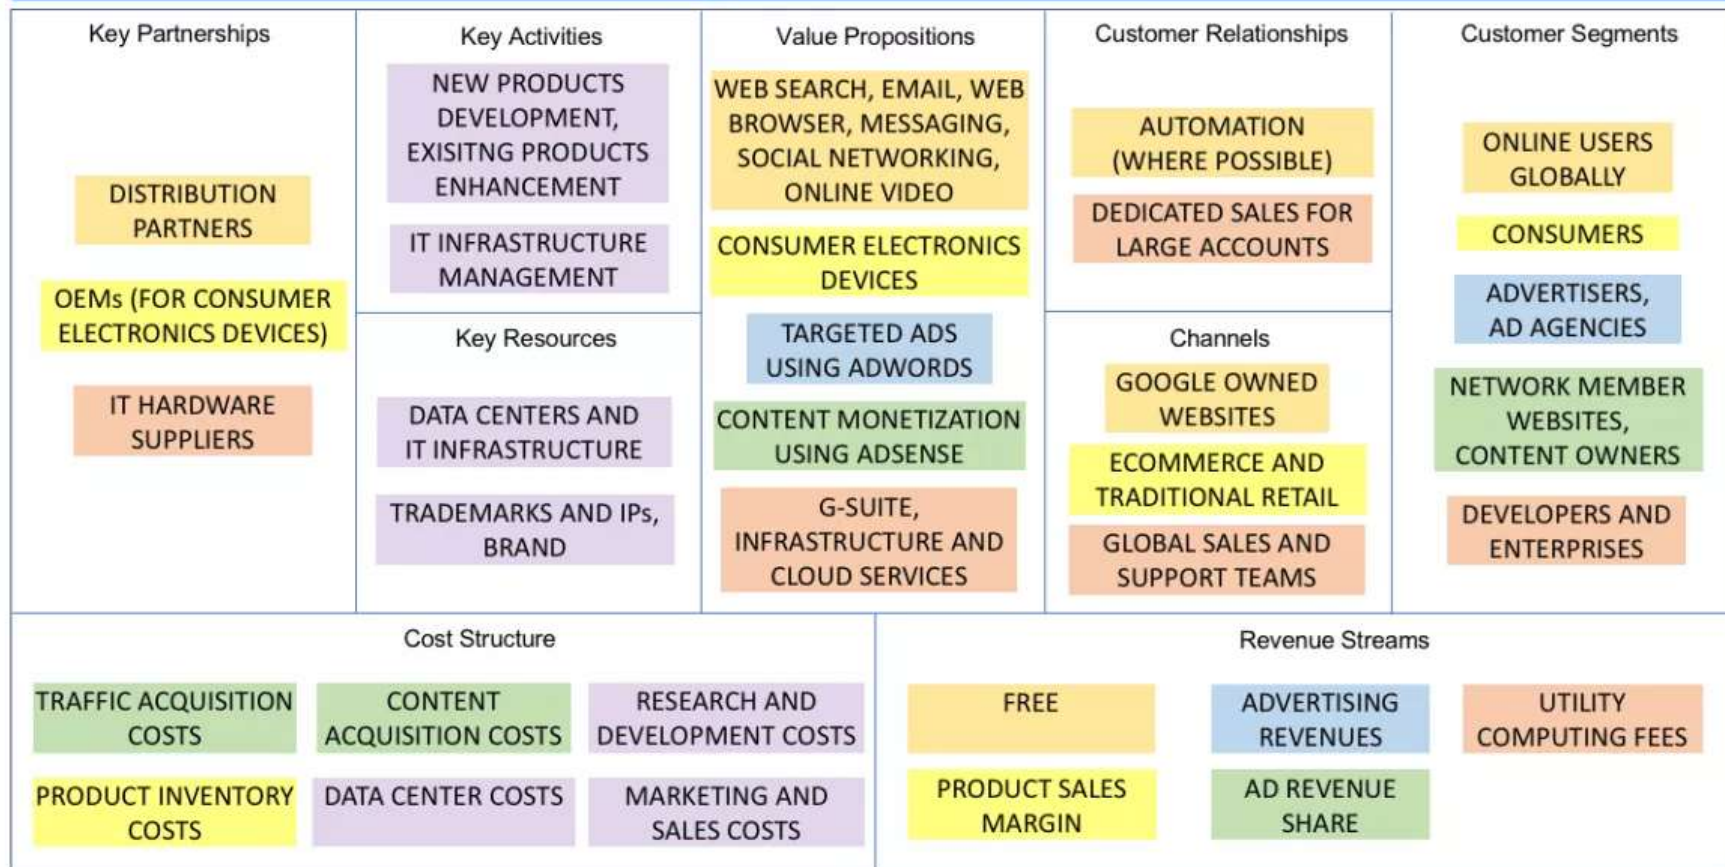 Key Partnerships
DISTRIBUTION
PARTNERS
OEMs (FOR CONSUMER
ELECTRONICS DEVICES)
IT HARDWARE
SUPPLIERS
Key Activities
NEW PRODUCTS
DEVELOPMENT,
EXISITNG PRODUCTS
ENHANCEMENT
IT INFRASTRUCTURE
MANAGEMENT
Key Resources
DATA CENTERS AND
IT INFRASTRUCTURE
TRADEMARKS AND IPs,
BRAND
Value Propositions
WEB SEARCH, EMAIL, WEB
BROWSER, MESSAGING,
SOCIAL NETWORKING,
ONLINE VIDEO
CONSUMER ELECTRONICS
DEVICES
TARGETED ADS
USING ADWORDS
CONTENT MONETIZATION
USING ADSENSE
G-SUITE,
INFRASTRUCTURE AND
CLOUD SERVICES
Customer Relationships
AUTOMATION
(WHERE POSSIBLE)
DEDICATED SALES FOR
LARGE ACCOUNTS
Channels
GOOGLE OWNED
WEBSITES
ECOMMERCE AND
TRADITIONAL RETAIL
GLOBAL SALES AND
SUPPORT TEAMS
Customer Segments
ONLINE USERS
GLOBALLY
CONSUMERS
ADVERTISERS,
AD AGENCIES
NETWORK MEMBER
WEBSITES,
CONTENT OWNERS
DEVELOPERS AND
ENTERPRISES
Cost Structure
TRAFFIC ACQUISITION
COSTS
CONTENT
ACQUISITION COSTS
RESEARCH AND
DEVELOPMENT COSTS
PRODUCT INVENTORY
COSTS
DATA CENTER COSTS
MARKETING AND
SALES COSTS
Revenue Streams
FREE
ADVERTISING
REVENUES
UTILITY
COMPUTING FEES
PRODUCT SALES
MARGIN
AD REVENUE
SHARE